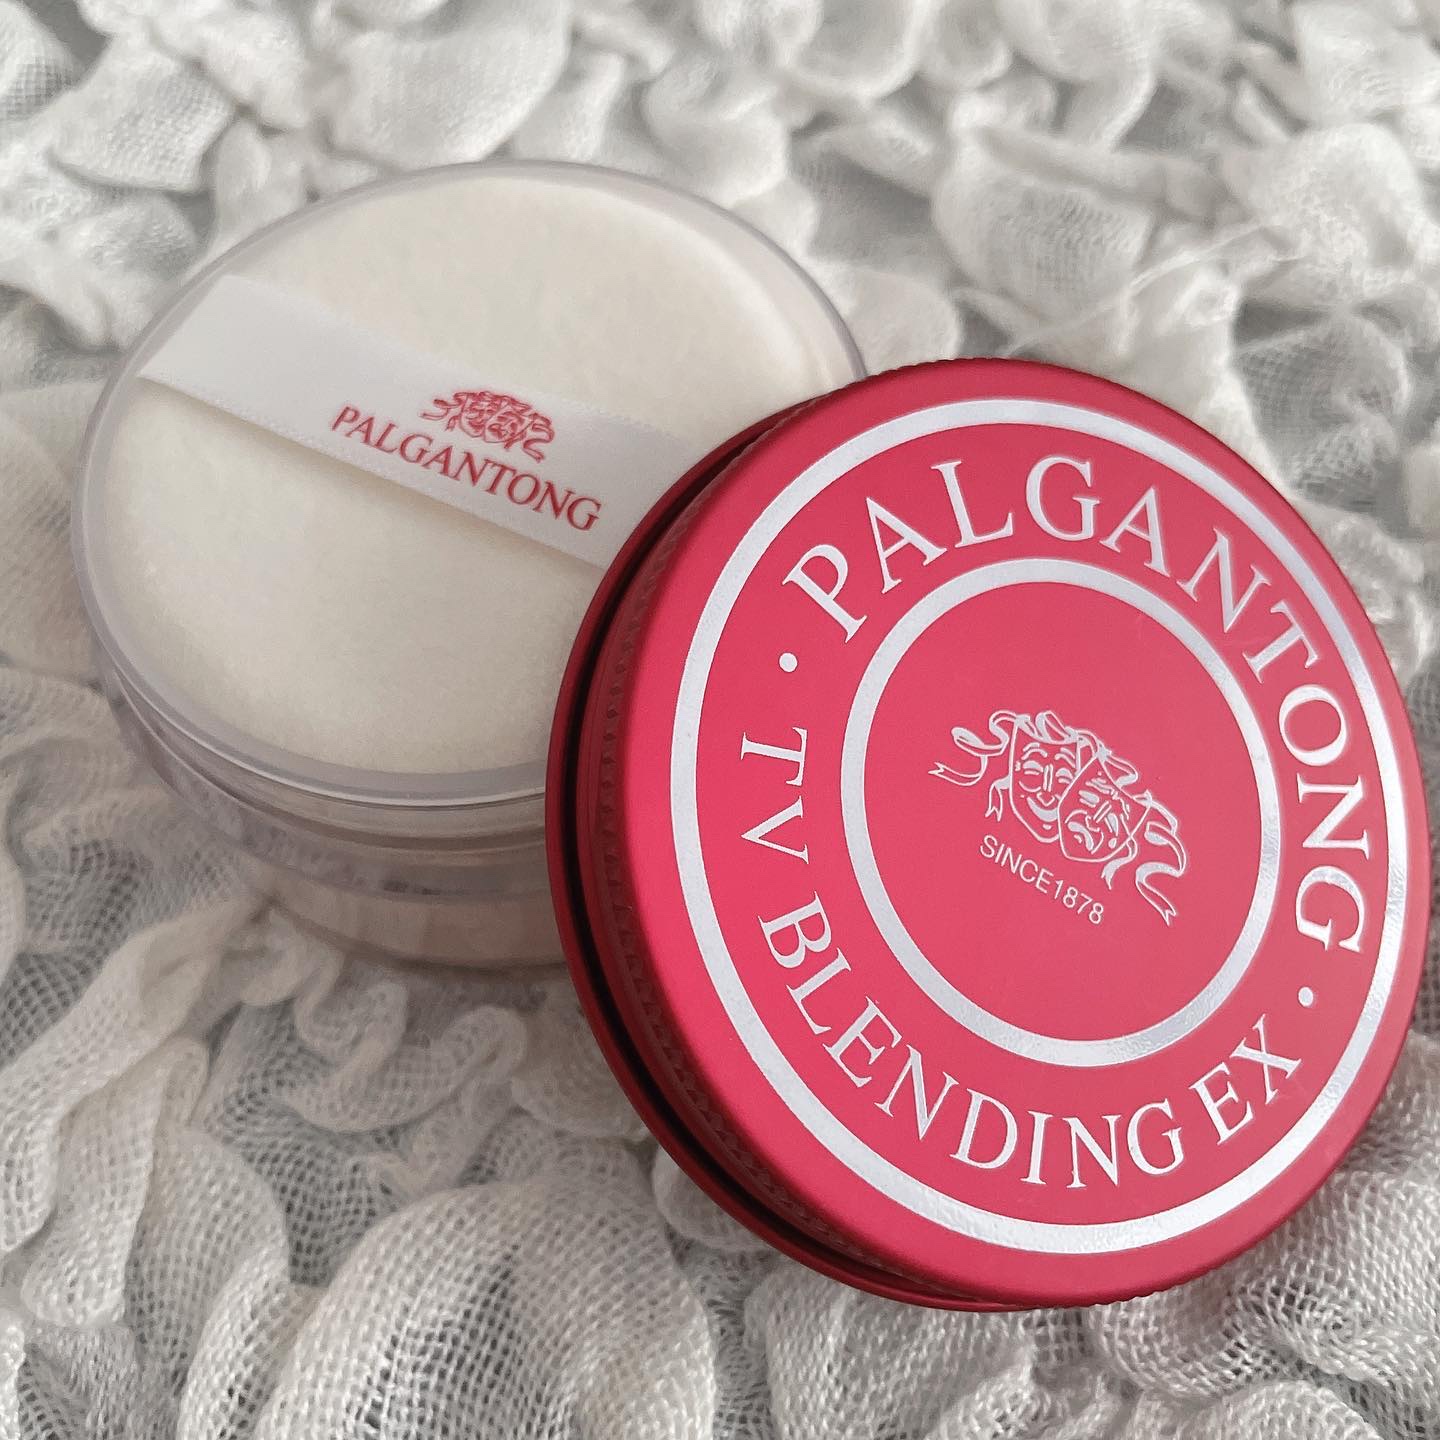 PALGANTONG
PALGANTONG
SINCE1878
TV BLENDING EX